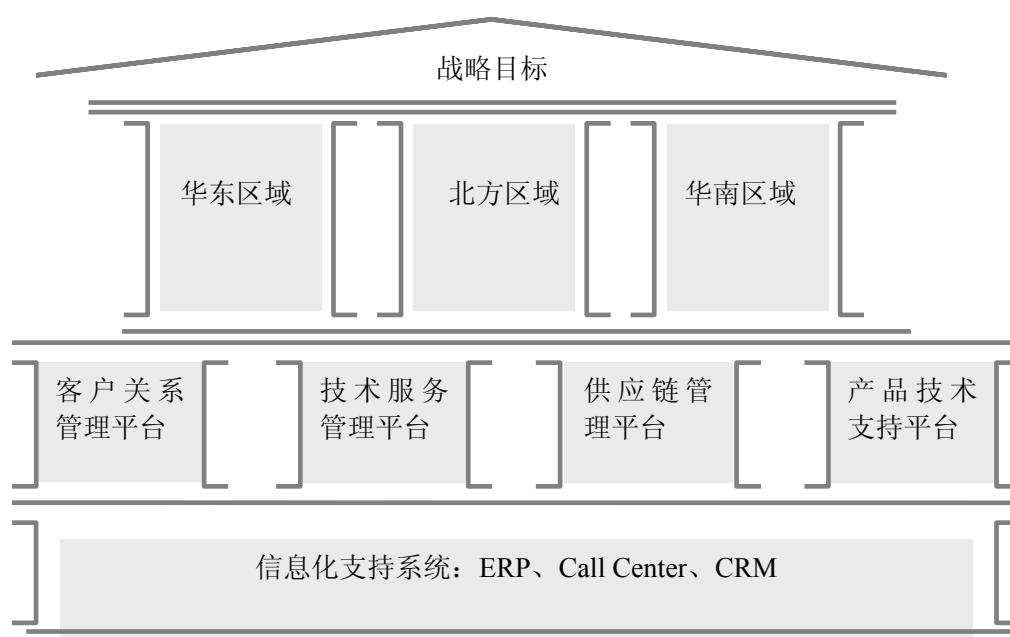 战略目标
华东区域
北方区域
华南区域
客户关系
管理平台
技术服务
管理平台
供应链管
理平台
产品技术
支持平台
信息化支持系统：ERP、Call Center、CRM